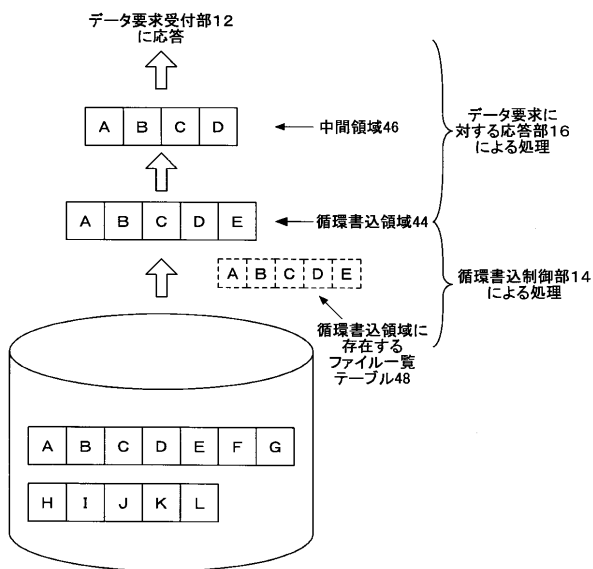 データ要求受付部12
に応答
A B C D
中間領域46
データ要求に
対する応答部16
による処理
A B C D E
循環書込領域44
A B C D E
循環書込制御部14
による処理
循環書込領域に
存在する
ファイル一覧
テーブル48
A B C D E F G
H I J K L